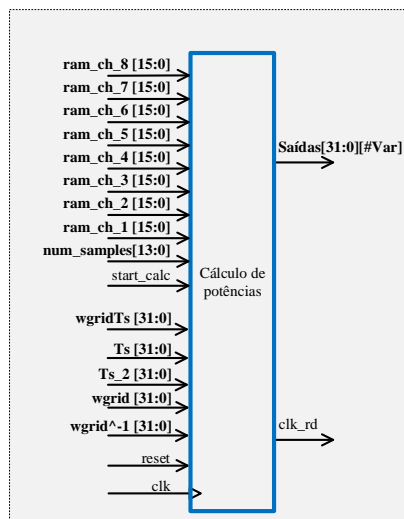 ram_ch_8 [15:0]
ram_ch_7 [15:0]
ram_ch_6 [15:0]
ram_ch_5 [15:0]
ram_ch_4 [15:0]
ram_ch_3 [15:0]
ram_ch_2 [15:0]
ram_ch_1 [15:0]
num_samples[13:0]
start_calc
wgridTs [31:0]
Ts [31:0]
Ts_2 [31:0]
wgrid [31:0]
wgrid^-1 [31:0]
reset
clk
Cálculo de
potências
Saídas[31:0][#Var]
clk_rd